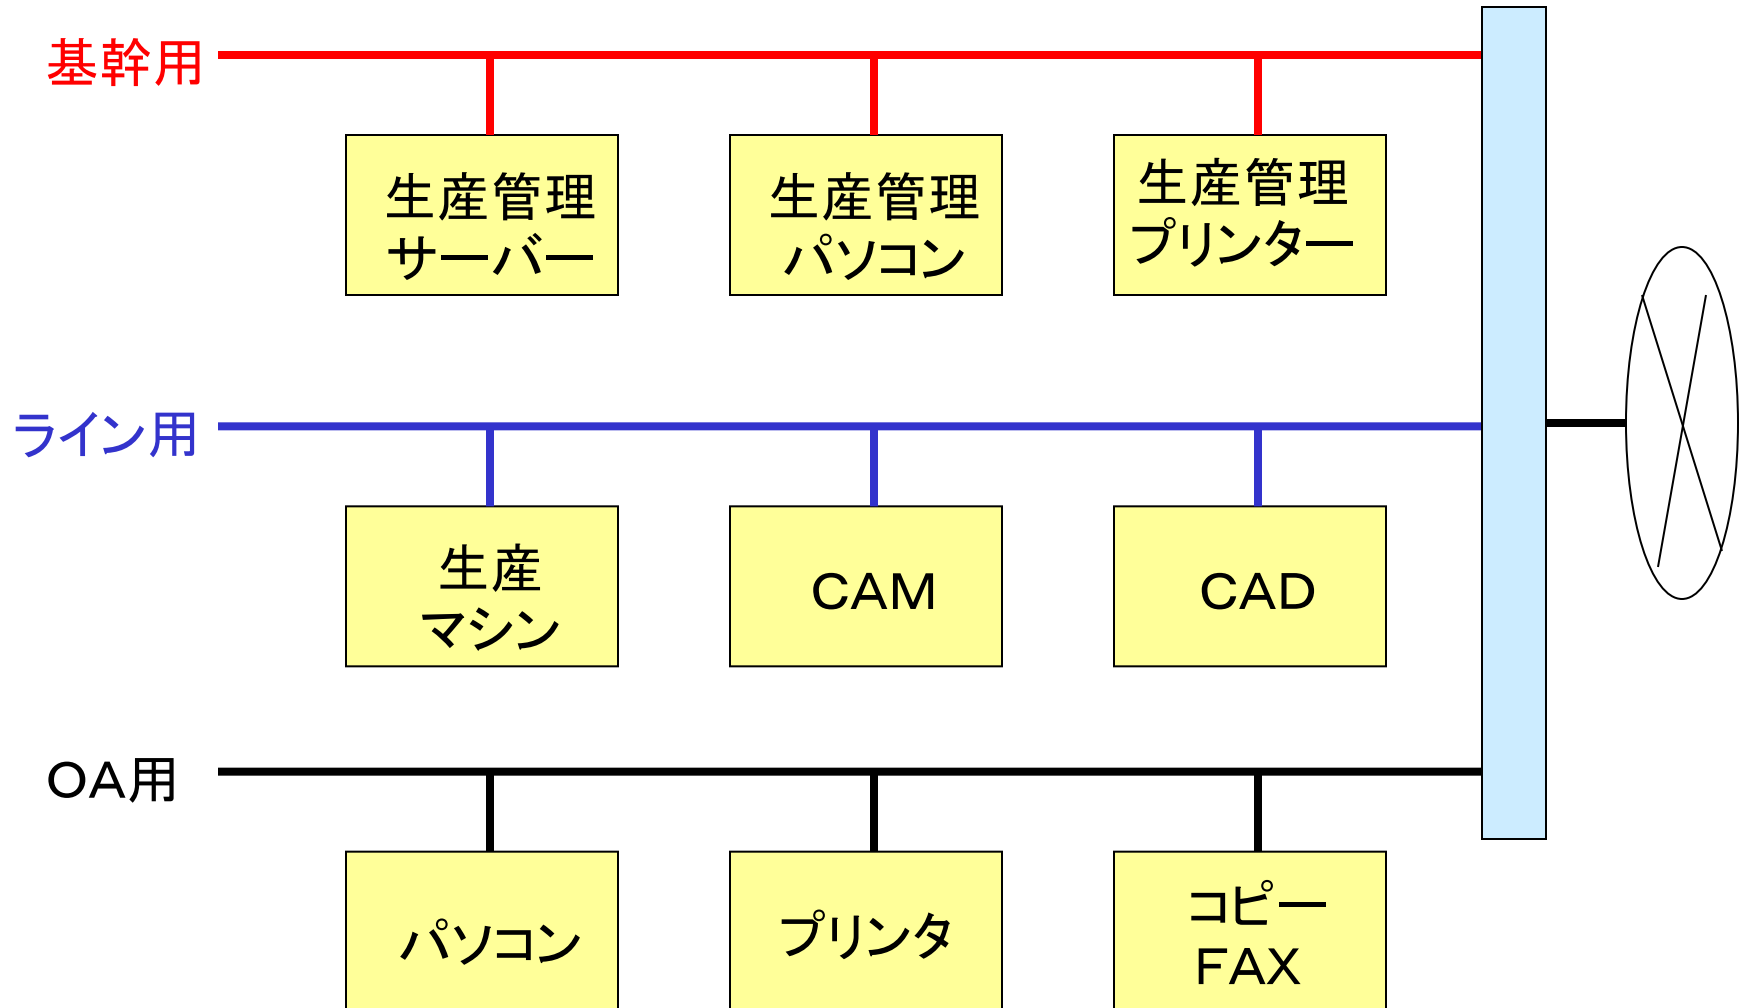 基幹用
生産管理
サーバー
生産管理
パソコン
生産管理
プリンター
ライン用
生産
マシン
CAM
CAD
OA用
パソコン
プリンタ
コピー
FAX